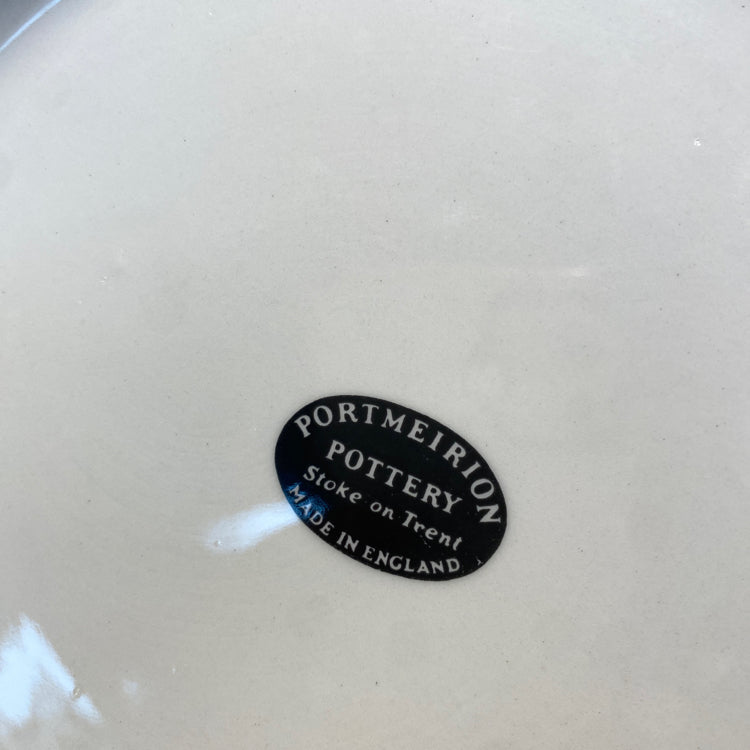 PORTMEIRION
POTTERY
Stoke on Trent
MADE IN ENGLAND